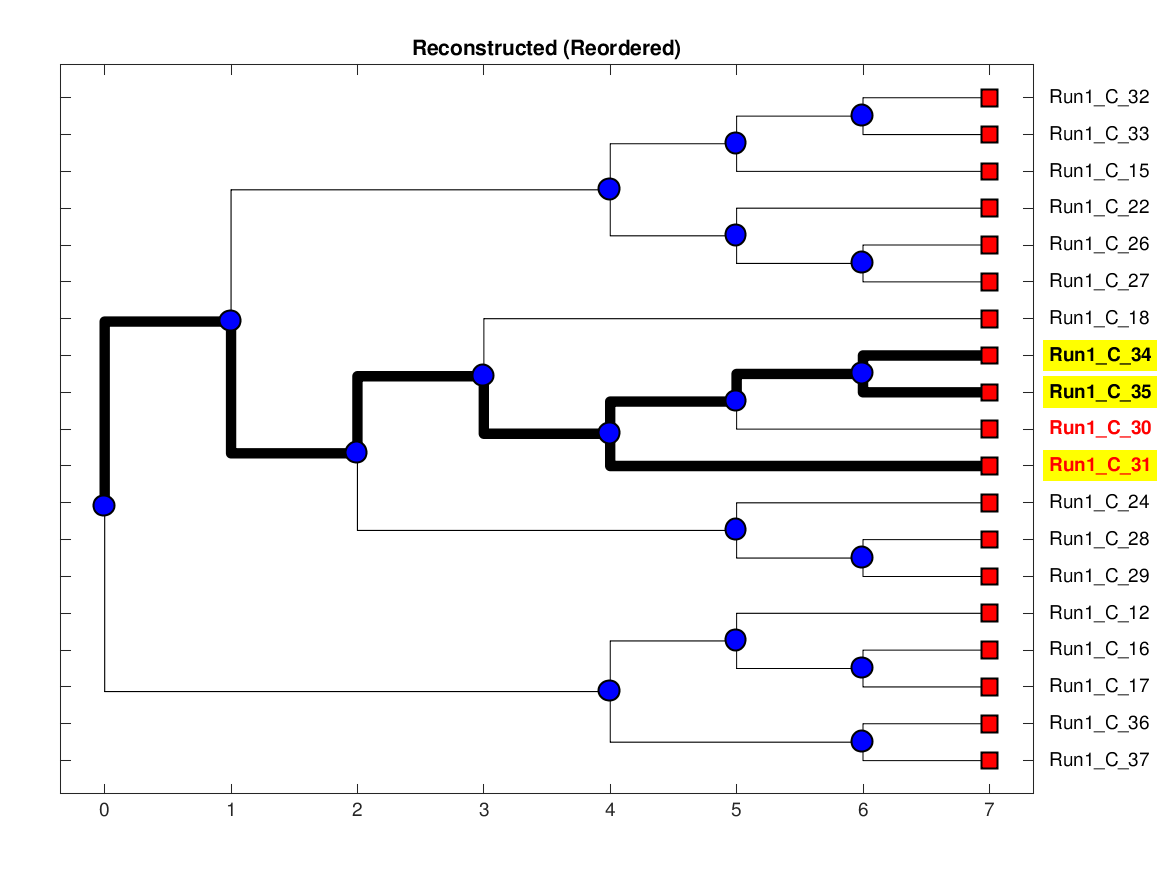 Reconstructed (Reordered)
Run1_C_32
Run1_C_33
Run1_C_15
Run1_C_22
Run1_C_26
Run1_C_27
Run1_C_18
Run1_C_34
Run1_C_35
Run1_C_30
Run1_C_31
Run1_C_24
Run1_C_28
Run1_C_29
Run1_C_12
Run1_C_16
Run1_C_17
Run1_C_36
Run1_C_37
0 1 2 3 4 5 6 7